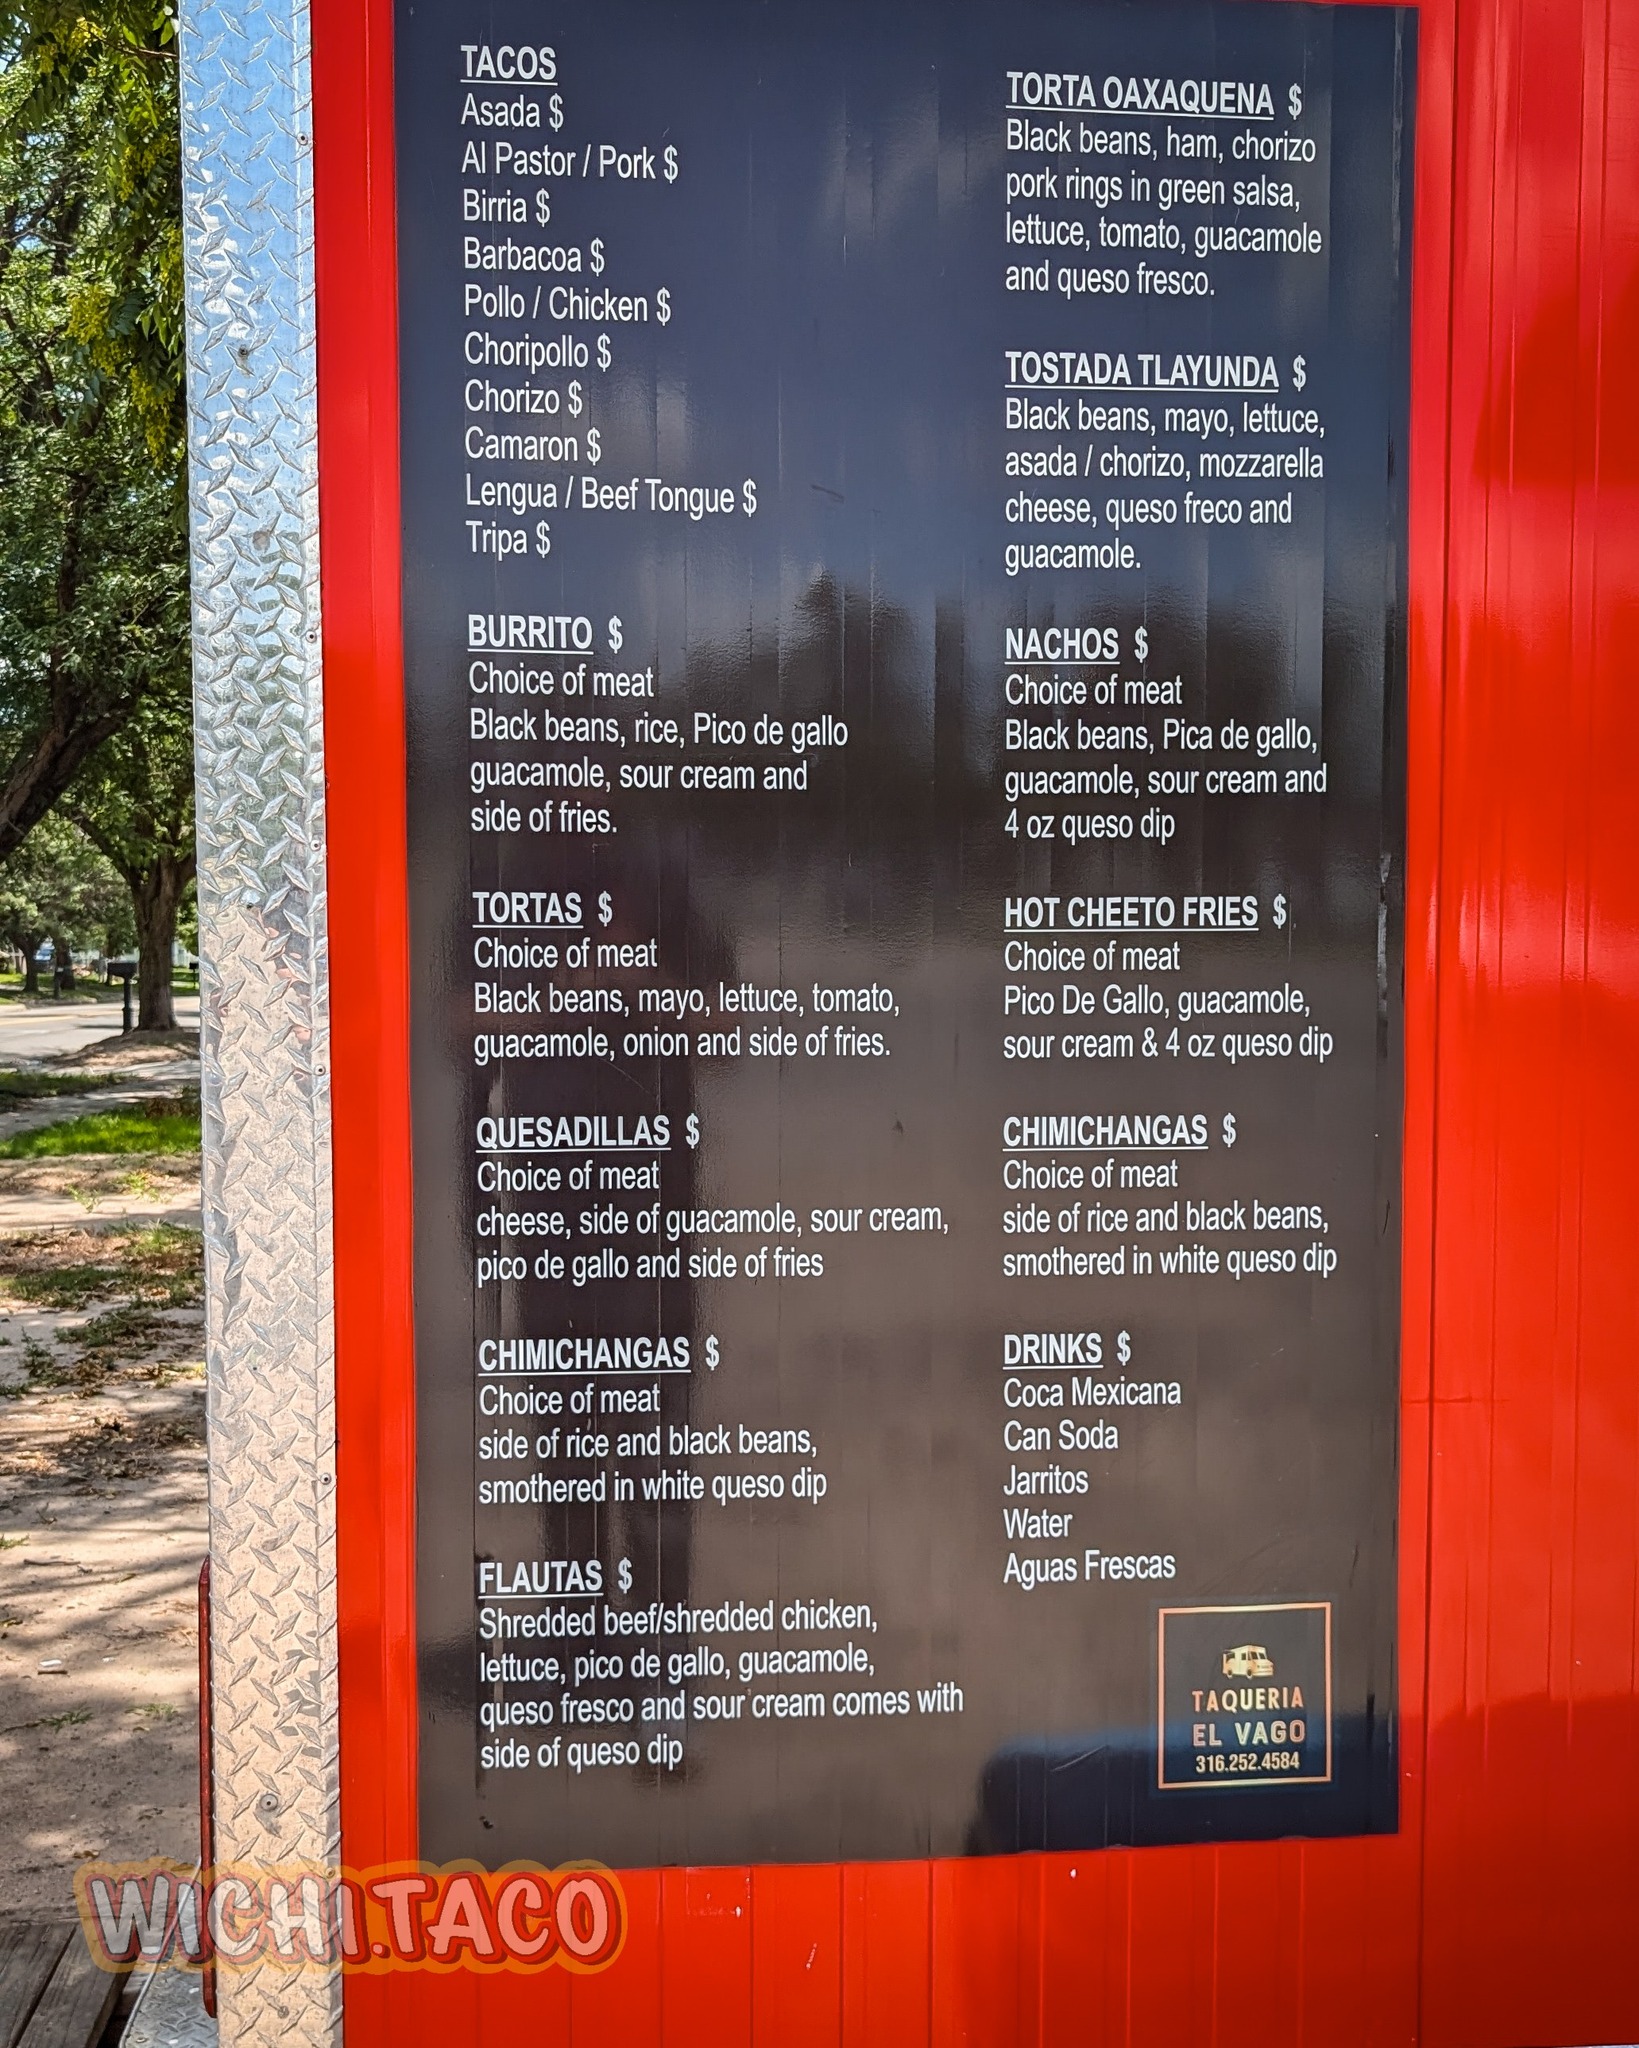 TACOS
Asada $
Al Pastor / Pork $
Birria $
Barbacoa $
Pollo / Chicken $
Choripollo $
Chorizo $
Camaron $
Lengua / Beef Tongue $
Tripa $
BURRITO $
Choice of meat
Black beans, rice, Pico de gallo
guacamole, sour cream and
side of fries.
TORTAS $
Choice of meat
Black beans, mayo, lettuce, tomato,
guacamole, onion and side of fries.
QUESADILLAS $
Choice of meat
cheese, side of guacamole, sour cream,
pico de gallo and side of fries
CHIMICHANGAS $
Choice of meat
side of rice and black beans,
smothered in white queso dip
FLAUTAS $
Shredded beef/shredded chicken,
lettuce, pico de gallo, guacamole,
queso fresco and sour cream comes with
side of queso dip
TORTA OAXAQUENA $
Black beans, ham, chorizo
pork rings in green salsa,
lettuce, tomato, guacamole
and queso fresco.
TOSTADA TLAYUNDA $
Black beans, mayo, lettuce,
asada / chorizo, mozzarella
cheese, queso freco and
guacamole.
NACHOS $
Choice of meat
Black beans, Pica de gallo,
guacamole, sour cream and
4 oz queso dip
HOT CHEETO FRIES $
Choice of meat
Pico De Gallo, guacamole,
sour cream & 4 oz queso dip
CHIMICHANGAS $
Choice of meat
side of rice and black beans,
smothered in white queso dip
DRINKS $
Coca Mexicana
Can Soda
Jarritos
Water
Aguas Frescas
TAQUERIA
EL VAGO
316.252.4584
WICHI.TACO